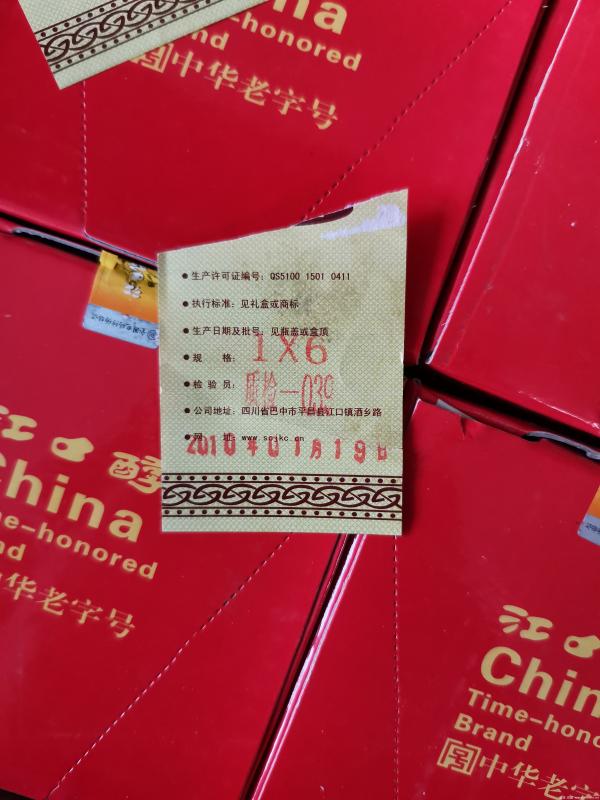 China
Time-honored
Brand
中华老字号
● 生产许可证编号: QS5100 1501 0411
● 执行标准: 见礼盒或商标
● 生产日期及批号: 见瓶盖或盒顶
● 规 格: 1X6
● 检 验 员: 质检—039
● 公司地址: 四川省巴中市平昌县江口镇酒乡路
● 网 址: www.scjkc.cn
2010年01月19日
江口醇
China
Time-honored
Brand
中华老字号
江口
China
Time-honored
Brand
中华老字号